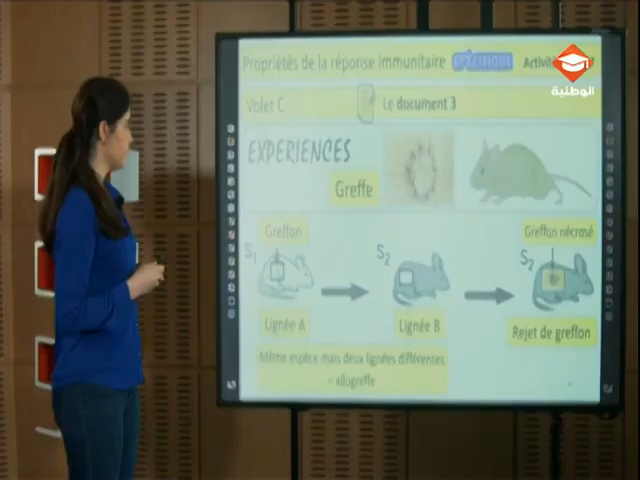 Propriétés de la réponse immunitaire SPÉCIFIQUE Activité
الوطنية
Volet C
Le document 3
EXPERIENCES
Greffe
Greffon
Greffon nécrosé
S1
S2
S2
Lignée A
Lignée B
Rejet de greffon
Même espèce mais deux lignées différentes
= allogreffe